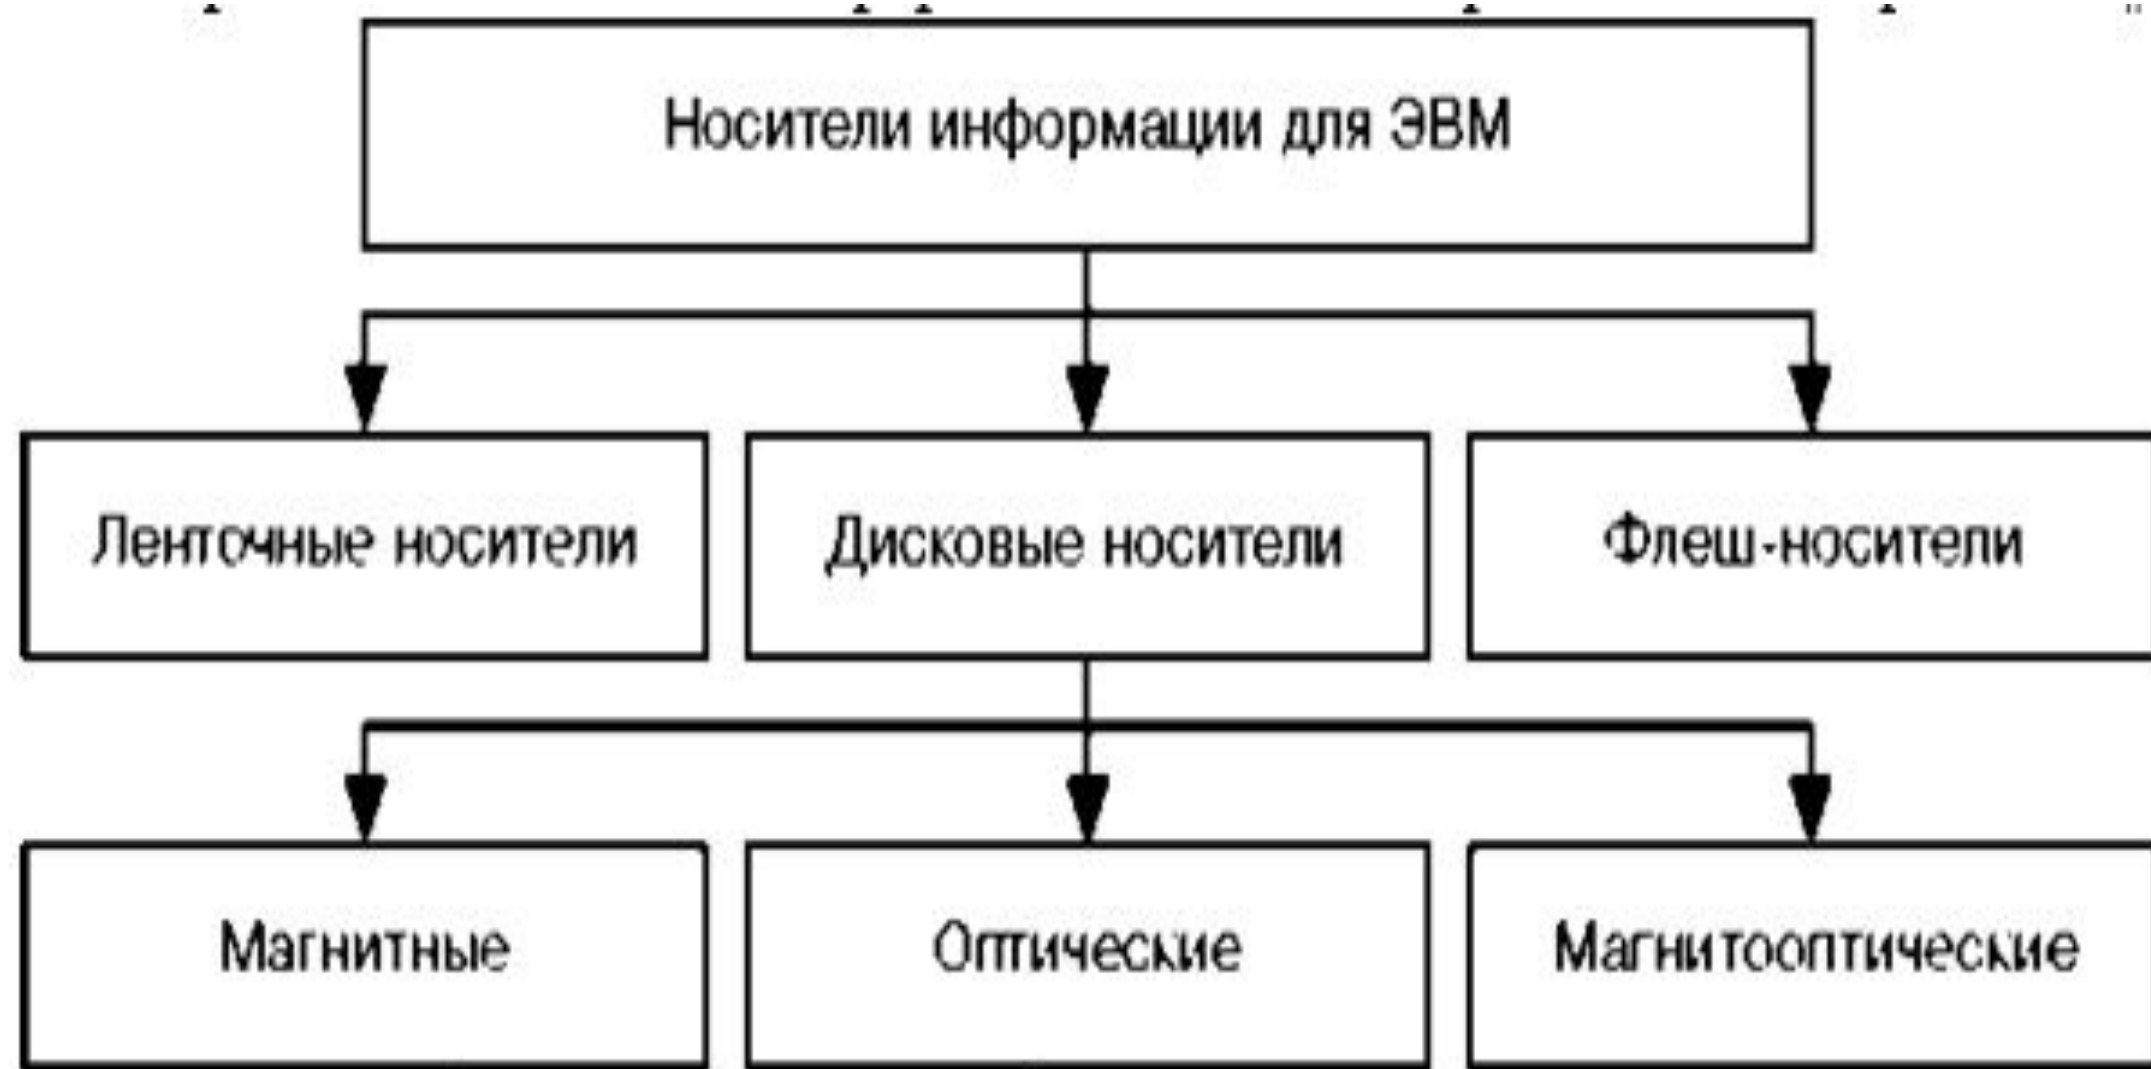 Носители информации для ЭВМ
Ленточные носители
Дисковые носители
Флеш-носители
Магнитные
Оптические
Магнитооптические